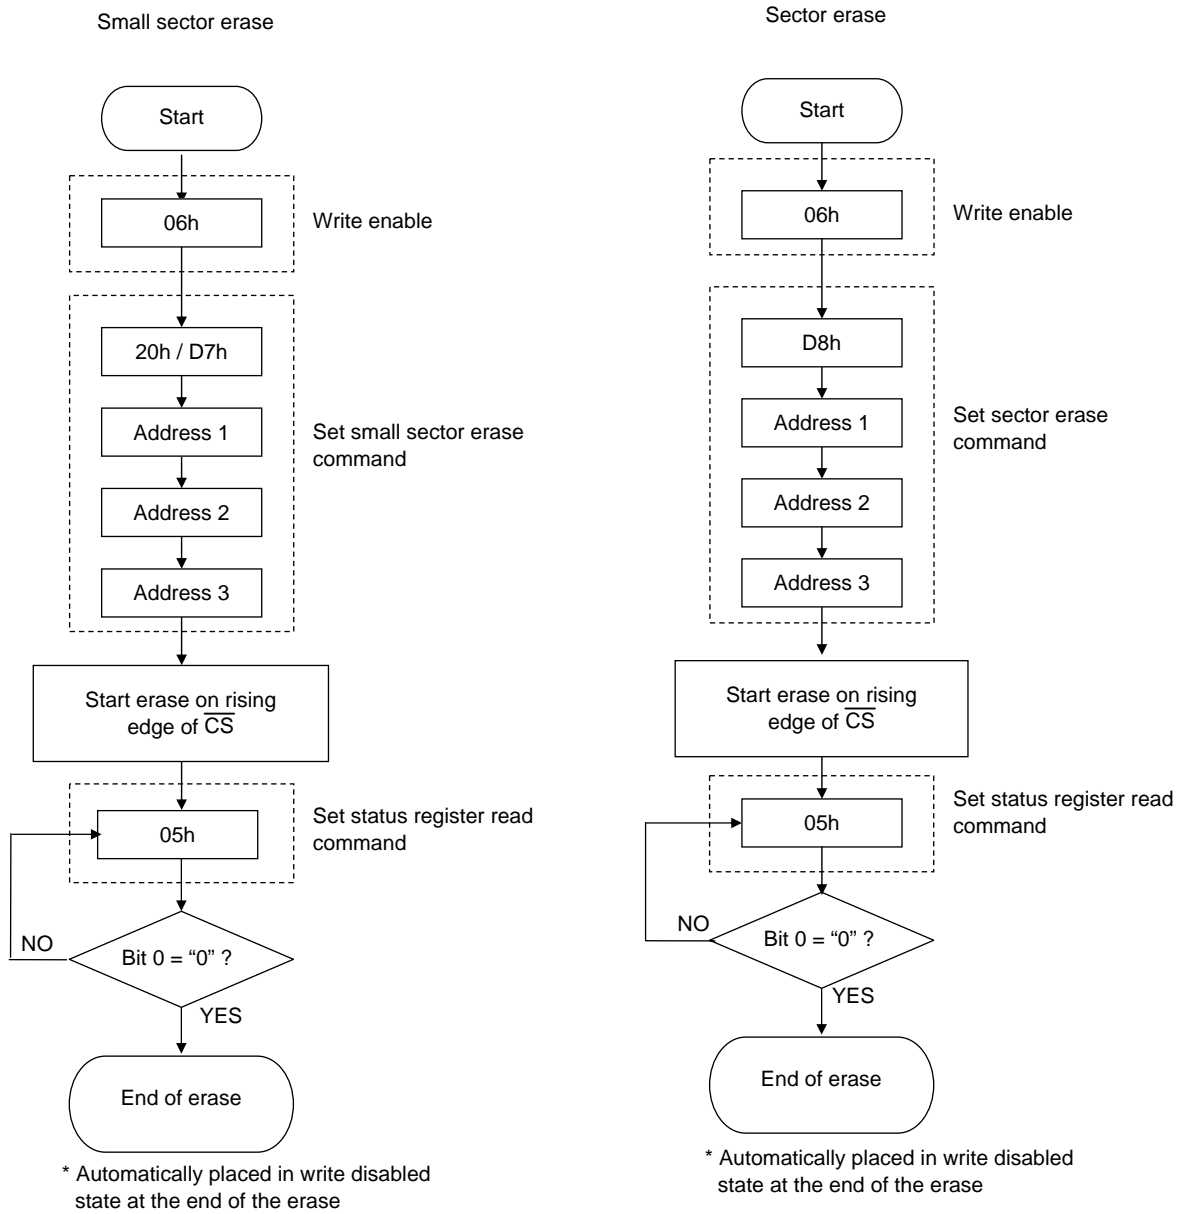 Small sector erase
Start
06h
Write enable
20h / D7h
Address 1
Set small sector erase
command
Address 2
Address 3
Start erase on rising
edge of C̅S̅
Set status register read
command
05h
NO
Bit 0 = “0” ?
YES
End of erase
* Automatically placed in write disabled
state at the end of the erase
Sector erase
Start
06h
Write enable
D8h
Address 1
Set sector erase
command
Address 2
Address 3
Start erase on rising
edge of C̅S̅
Set status register read
command
05h
NO
Bit 0 = “0” ?
YES
End of erase
* Automatically placed in write disabled
state at the end of the erase